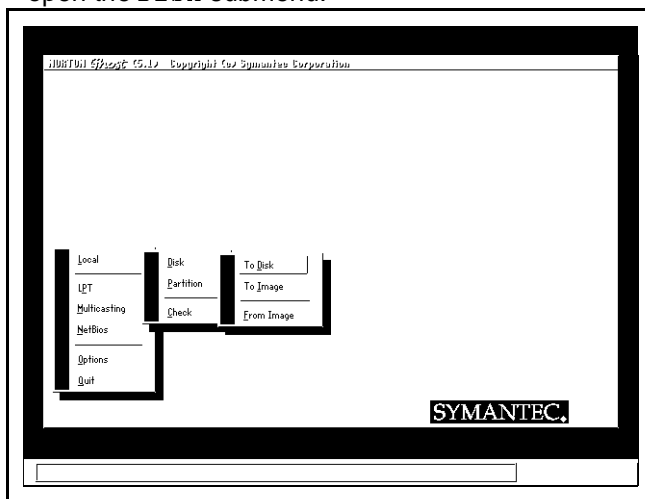 open the Disk submenu.
NORTON Ghost (5.1) Copyright (c) Symantec Corporation
Local
LPT
Multicasting
NetBios
Options
Quit
Disk
Partition
Check
To Disk
To Image
From Image
SYMANTEC.